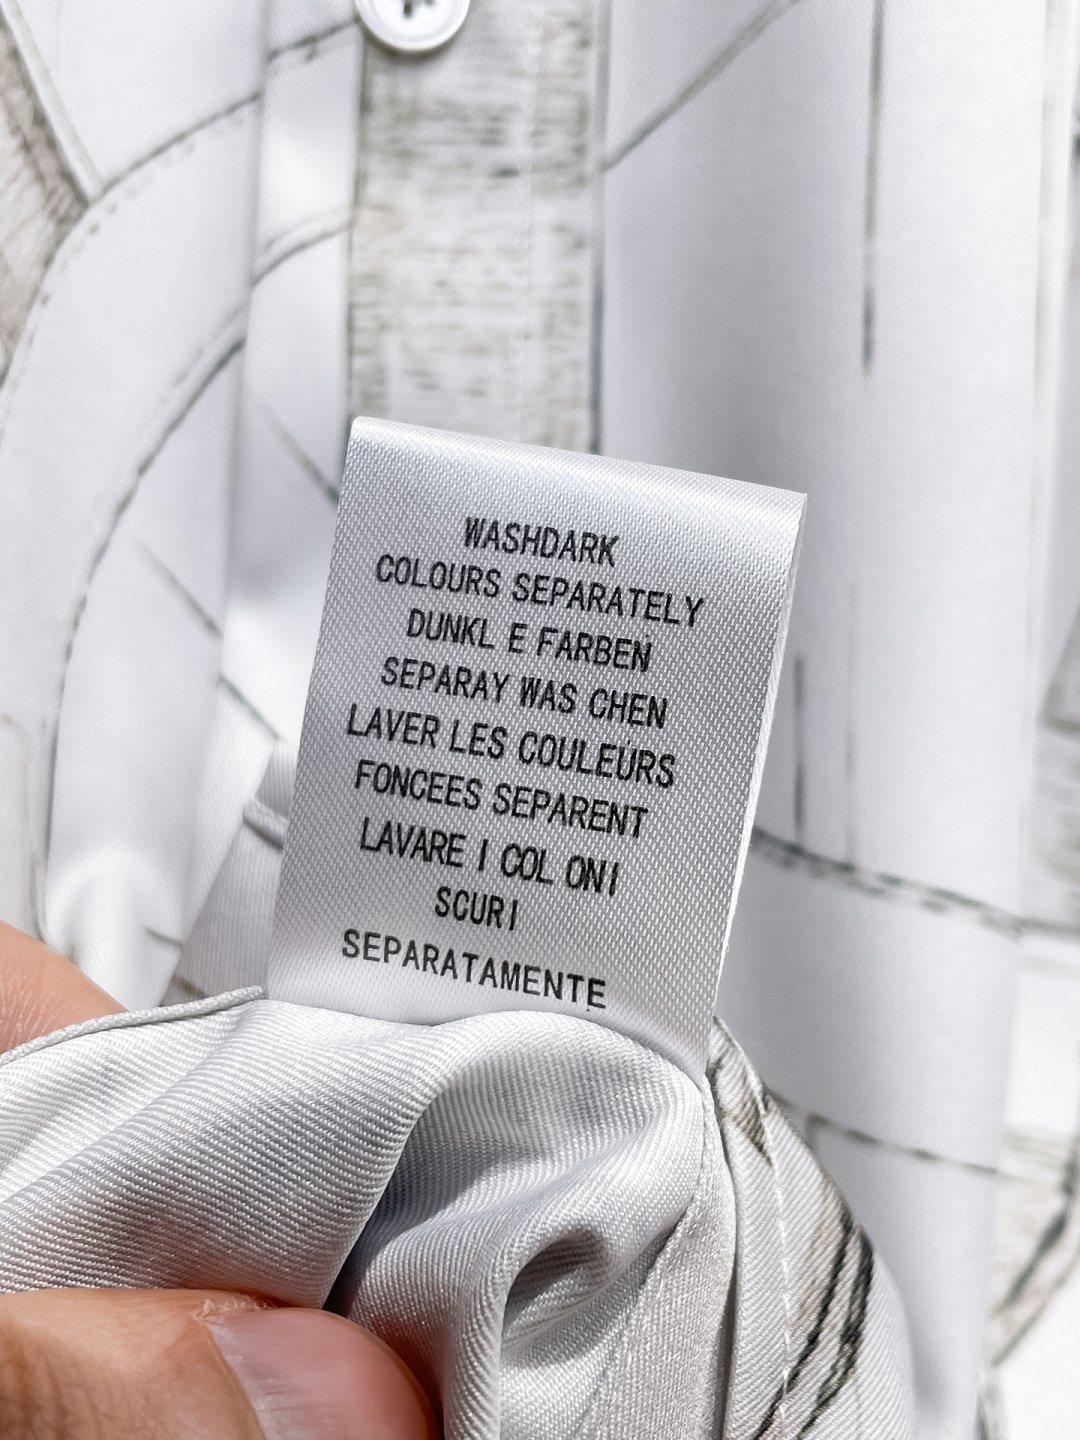 WASHDARK
COLOURS SEPARATELY
DUNKL E FARBEN
SEPARAY WAS CHEN
LAVER LES COULEURS
FONCEES SEPARENT
LAVARE I COL ONI
SCURI
SEPARATAMENTE